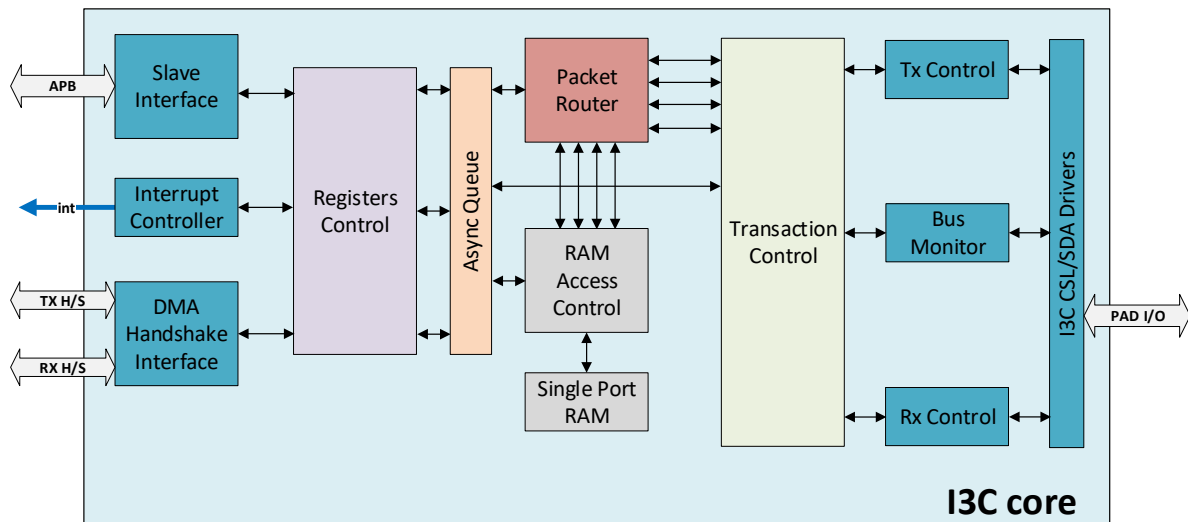 APB
Slave
Interface
int
Interrupt
Controller
TX H/S
RX H/S
DMA
Handshake
Interface
Registers
Control
Async Queue
Packet
Router
RAM
Access
Control
Single Port
RAM
Transaction
Control
Tx Control
Bus
Monitor
Rx Control
I3C CSL/SDA Drivers
PAD I/O
I3C core